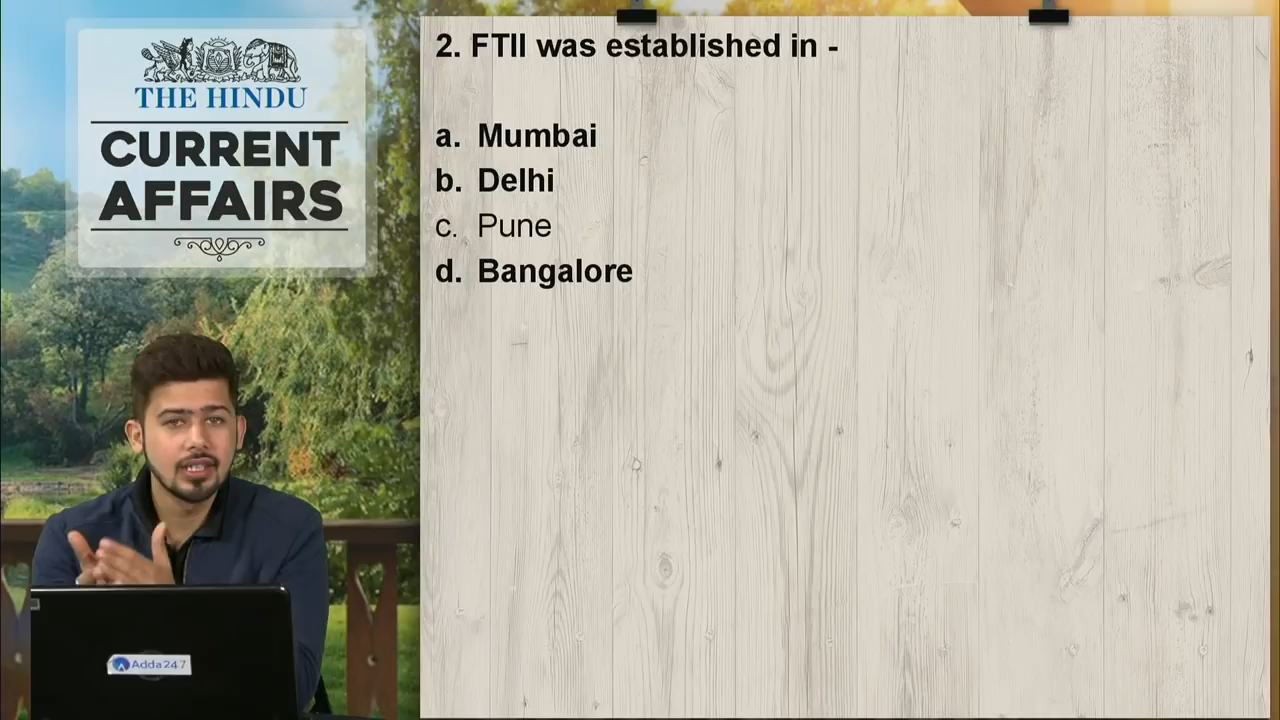 THE HINDU
CURRENT
AFFAIRS
2. FTII was established in -
a. Mumbai
b. Delhi
c. Pune
d. Bangalore
Adda247